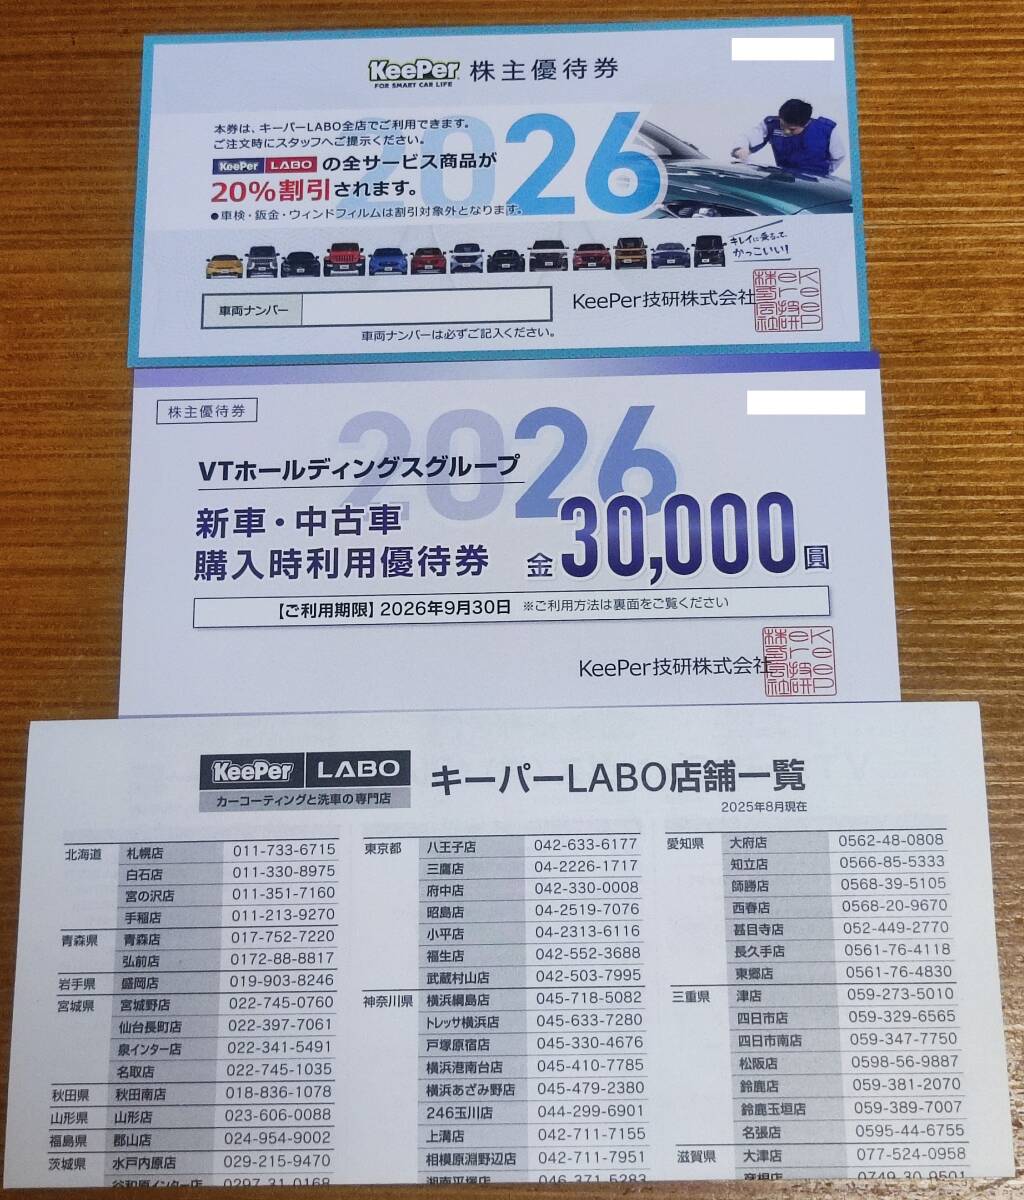 KeePer 株主優待券
FOR SMART CAR LIFE
2026
本券は、キーパーLABO全店でご利用できます。
ご注文時にスタッフへご提示ください。
KeePer LABO の全サービス商品が
20%割引されます。
●車検・鈑金・ウィンドフィルムは割引対象外となります。
キレイに乗るって
かっこいい!
車両ナンバー
KeePer技研株式会社
車両ナンバーは必ずご記入ください。
株主優待券
2026
VTホールディングスグループ
新車・中古車
購入時利用優待券 金30,000圓
【ご利用期限】2026年9月30日 ※ご利用方法は裏面をご覧ください
KeePer技研株式会社
KeePer LABO
カーコーティングと洗車の専門店
キーパーLABO店舗一覧
2025年8月現在
北海道 札幌店 011-733-6715
白石店 011-330-8975
宮の沢店 011-351-7160
手稲店 011-213-9270
青森県 青森店 017-752-7220
弘前店 0172-88-8817
岩手県 盛岡店 019-903-8246
宮城県 宮城野店 022-745-0760
仙台長町店 022-397-7061
泉インター店 022-341-5491
名取店 022-745-1035
秋田県 秋田南店 018-836-1078
山形県 山形店 023-606-0088
福島県 郡山店 024-954-9002
茨城県 水戸内原店 029-215-9470
谷和原インター店 0297-31-0168
東京都 八王子店 042-633-6177
三鷹店 04-2226-1717
府中店 042-330-0008
昭島店 04-2519-7076
小平店 04-2313-6116
福生店 042-552-3688
武蔵村山店 042-503-7995
神奈川県 横浜綱島店 045-718-5082
トレッサ横浜店 045-633-7280
戸塚原宿店 045-330-4676
横浜港南台店 045-410-7785
横浜あざみ野店 045-479-2380
246玉川店 044-299-6901
上溝店 042-711-7155
相模原淵野辺店 042-711-7951
湘南平塚店 046-371-5283
愛知県 大府店 0562-48-0808
知立店 0566-85-5333
師勝店 0568-39-5105
西春店 0568-20-9670
甚目寺店 052-449-2770
長久手店 0561-76-4118
東郷店 0561-76-4830
三重県 津店 059-273-5010
四日市店 059-329-6565
四日市南店 059-347-7750
松阪店 0598-56-9887
鈴鹿店 059-381-2070
鈴鹿玉垣店 059-389-7007
名張店 0595-44-6755
滋賀県 大津店 077-524-0958
彦根店 0749-30-9501